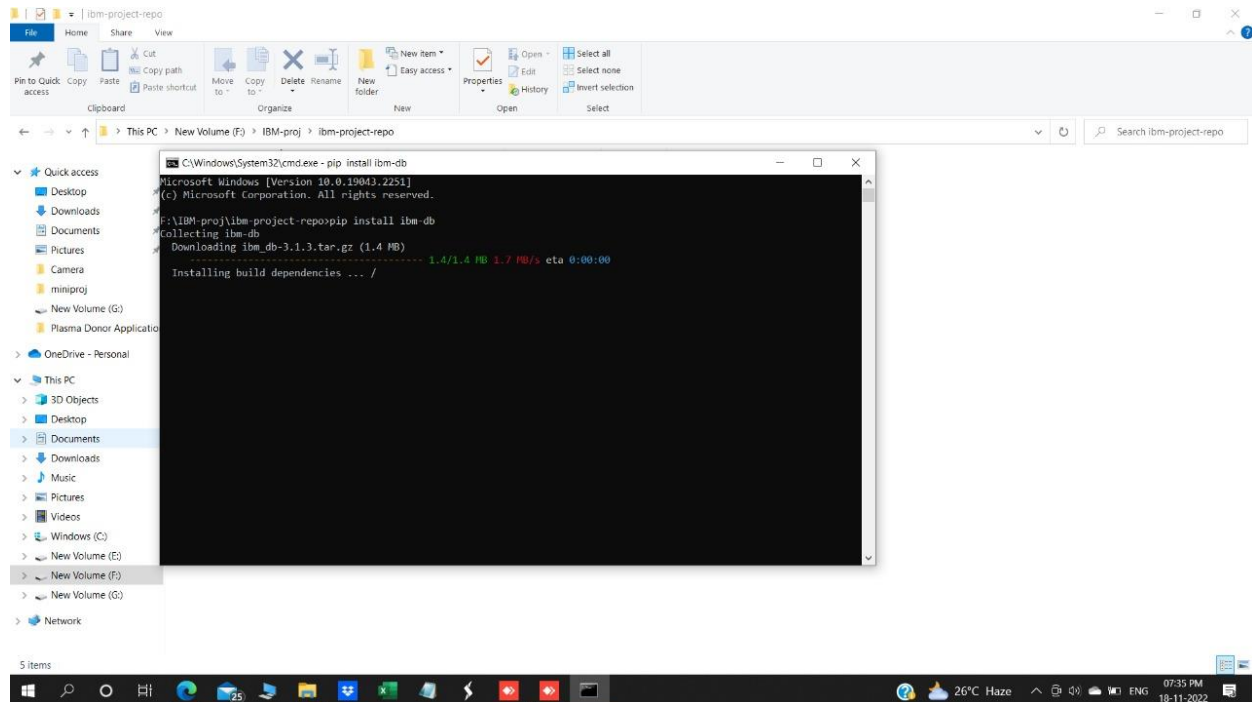 ibm-project-repo
File Home Share View
Pin to Quick access
Copy
Paste
Cut
Copy path
Paste shortcut
Move to
Copy to
Delete
Rename
New folder
New item
Easy access
Properties
Open
Edit
History
Select all
Select none
Invert selection
Clipboard Organize New Open Select
This PC > New Volume (F:) > IBM-proj > ibm-project-repo
Search ibm-project-repo
Quick access
Desktop
Downloads
Documents
Pictures
Camera
miniproj
New Volume (G:)
Plasma Donor Applicatio
OneDrive - Personal
This PC
3D Objects
Desktop
Documents
Downloads
Music
Pictures
Videos
Windows (C:)
New Volume (E:)
New Volume (F:)
New Volume (G:)
Network
C:\Windows\System32\cmd.exe - pip install ibm-db
Microsoft Windows [Version 10.0.19043.2251]
(c) Microsoft Corporation. All rights reserved.
F:\IBM-proj\ibm-project-repo>pip install ibm-db
Collecting ibm-db
Downloading ibm_db-3.1.3.tar.gz (1.4 MB)
---------------------------------------- 1.4/1.4 MB 1.7 MB/s eta 0:00:00
Installing build dependencies ... /
5 items
25
26°C Haze
ENG
07:35 PM
18-11-2022